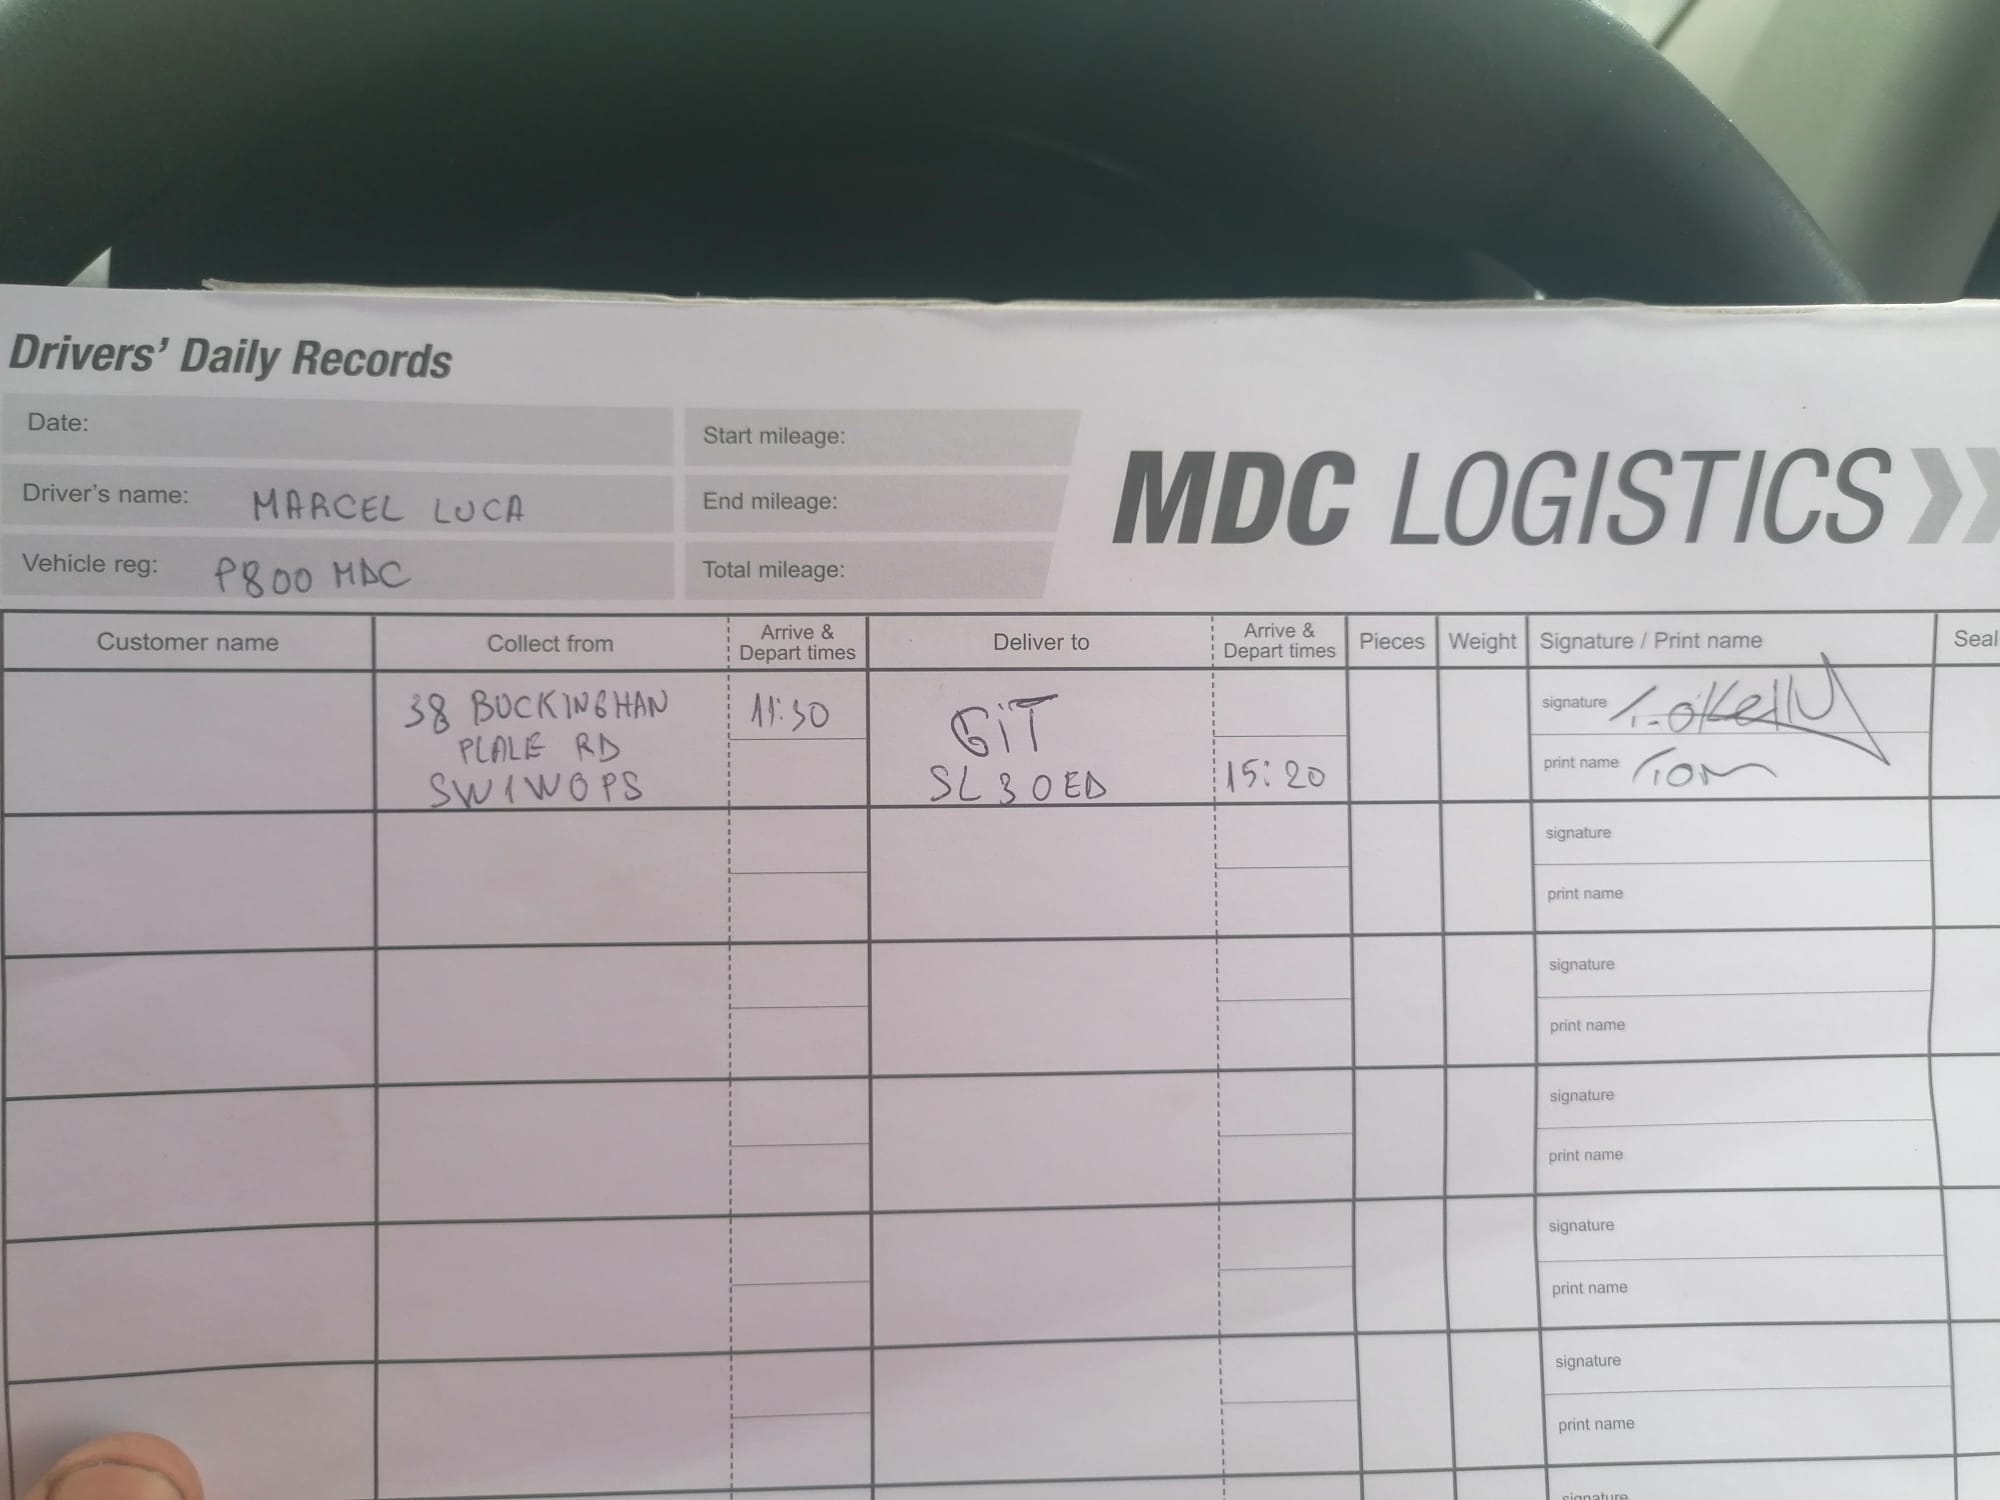 Drivers' Daily Records
Date:
Start mileage:
Driver's name: MARCEL LUCA
End mileage:
Vehicle reg: P800 MDC
Total mileage:
MDC LOGISTICS
Customer name
Collect from
Arrive &
Depart times
Deliver to
Arrive &
Depart times
Pieces
Weight
Signature / Print name
Seal
38 BUCKINGHAN
PLALE RD
SW1W0PS
11:30
GiT
SL3 0ED
15:20
signature T.O'Kelly
print name Tom
signature
print name
signature
print name
signature
print name
signature
print name
signature
print name
signature